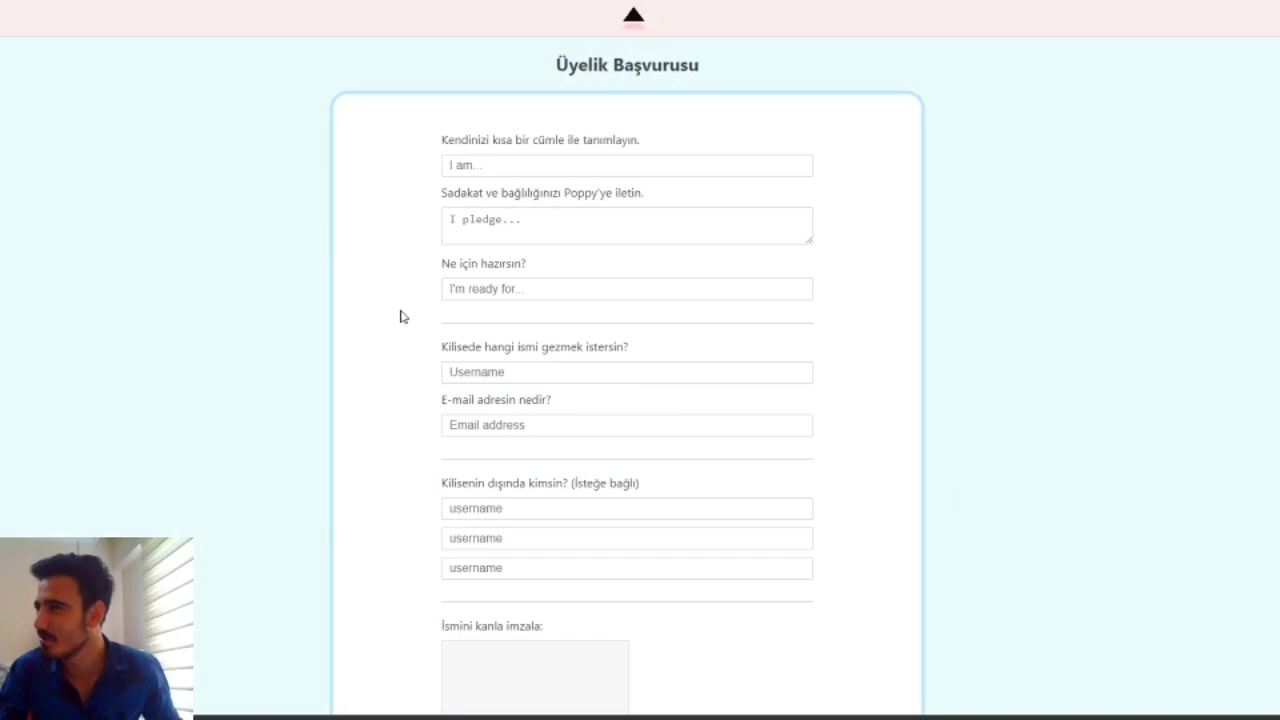 Üyelik Başvurusu
Kendinizi kısa bir cümle ile tanımlayın.
I am...
Sadakat ve bağlılığınızı Poppy'ye iletin.
I pledge...
Ne için hazırsın?
I'm ready for...
Kilisede hangi ismi gezmek istersin?
Username
E-mail adresin nedir?
Email address
Kilisenin dışında kimsin? (İsteğe bağlı)
username
username
username
İsmini kanla imzala: